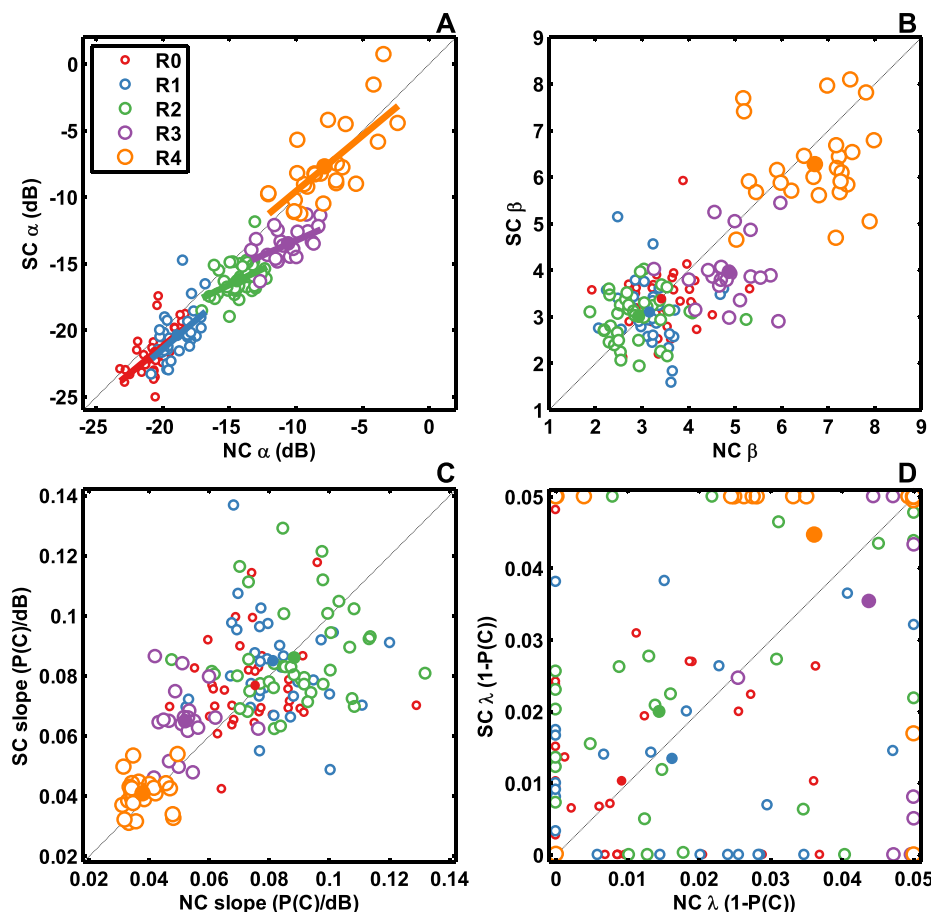 A
B
0
-5
-10
-15
-20
-25
SC α (dB)
R0
R1
R2
R3
R4
-25 -20 -15 -10 -5 0
NC α (dB)
9
8
7
6
5
4
3
2
1
SC β
1 2 3 4 5 6 7 8 9
NC β
C
D
0.14
0.12
0.1
0.08
0.06
0.04
0.02
SC slope (P(C)/dB)
0.02 0.04 0.06 0.08 0.1 0.12 0.14
NC slope (P(C)/dB)
0.05
0.04
0.03
0.02
0.01
0
SC λ (1-P(C))
0 0.01 0.02 0.03 0.04 0.05
NC λ (1-P(C))